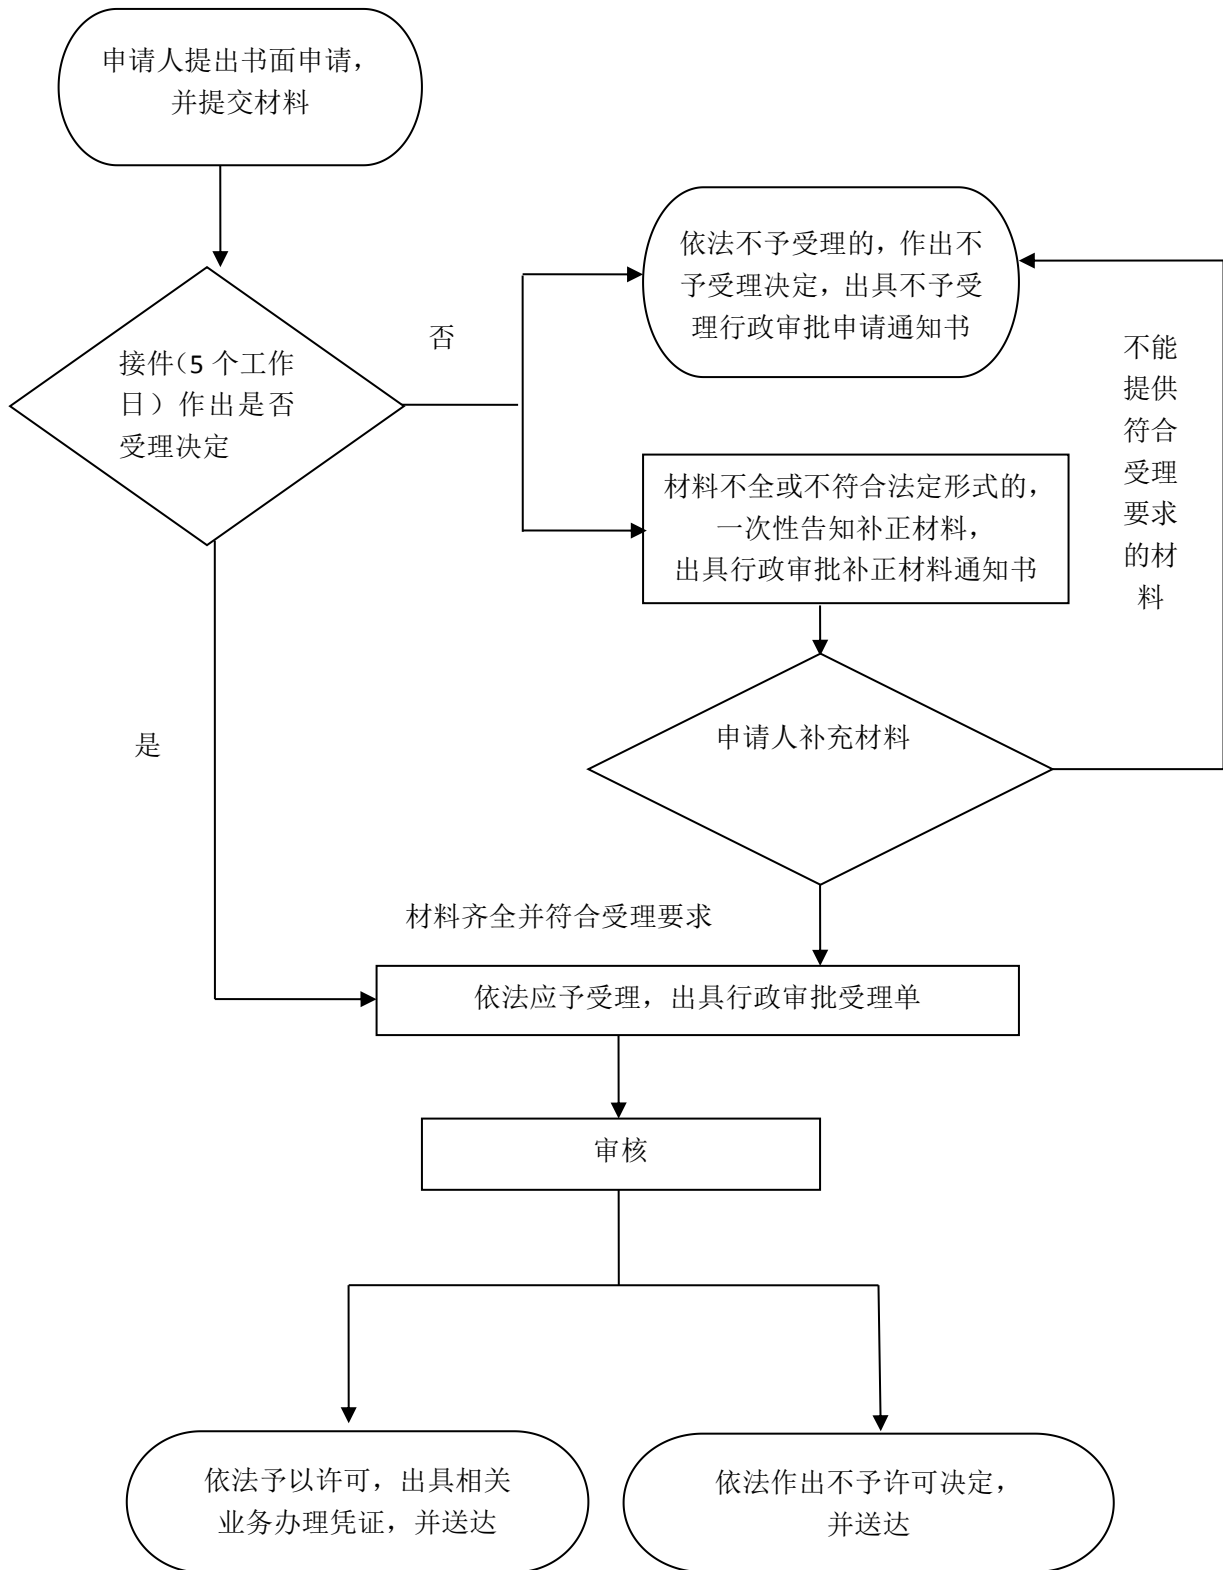 申请人提出书面申请，
并提交材料
依法不予受理的，作出不
予受理决定，出具不予受
理行政审批申请通知书
否
接件（5 个工作
日）作出是否
受理决定
不能
提供
符合
受理
要求
的材
料
材料不全或不符合法定形式的，
一次性告知补正材料，
出具行政审批补正材料通知书
是
申请人补充材料
材料齐全并符合受理要求
依法应予受理，出具行政审批受理单
审核
依法予以许可，出具相关
业务办理凭证，并送达
依法作出不予许可决定，
并送达